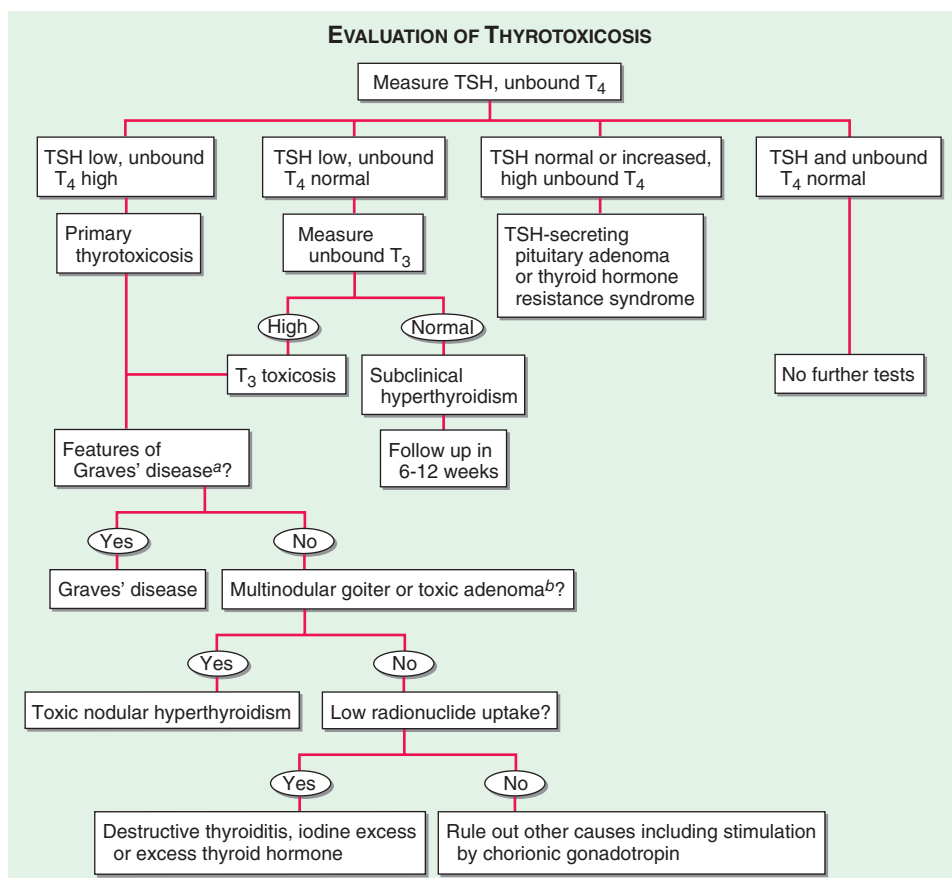 EVALUATION OF THYROTOXICOSIS
Measure TSH, unbound T4
TSH low, unbound
T4 high
TSH low, unbound
T4 normal
TSH normal or increased,
high unbound T4
TSH and unbound
T4 normal
Primary
thyrotoxicosis
Measure
unbound T3
TSH-secreting
pituitary adenoma
or thyroid hormone
resistance syndrome
High
Normal
T3 toxicosis
Subclinical
hyperthyroidism
No further tests
Features of
Graves' diseasea?
Follow up in
6-12 weeks
Yes
No
Graves' disease
Multinodular goiter or toxic adenomab?
Yes
No
Toxic nodular hyperthyroidism
Low radionuclide uptake?
Yes
No
Destructive thyroiditis, iodine excess
or excess thyroid hormone
Rule out other causes including stimulation
by chorionic gonadotropin